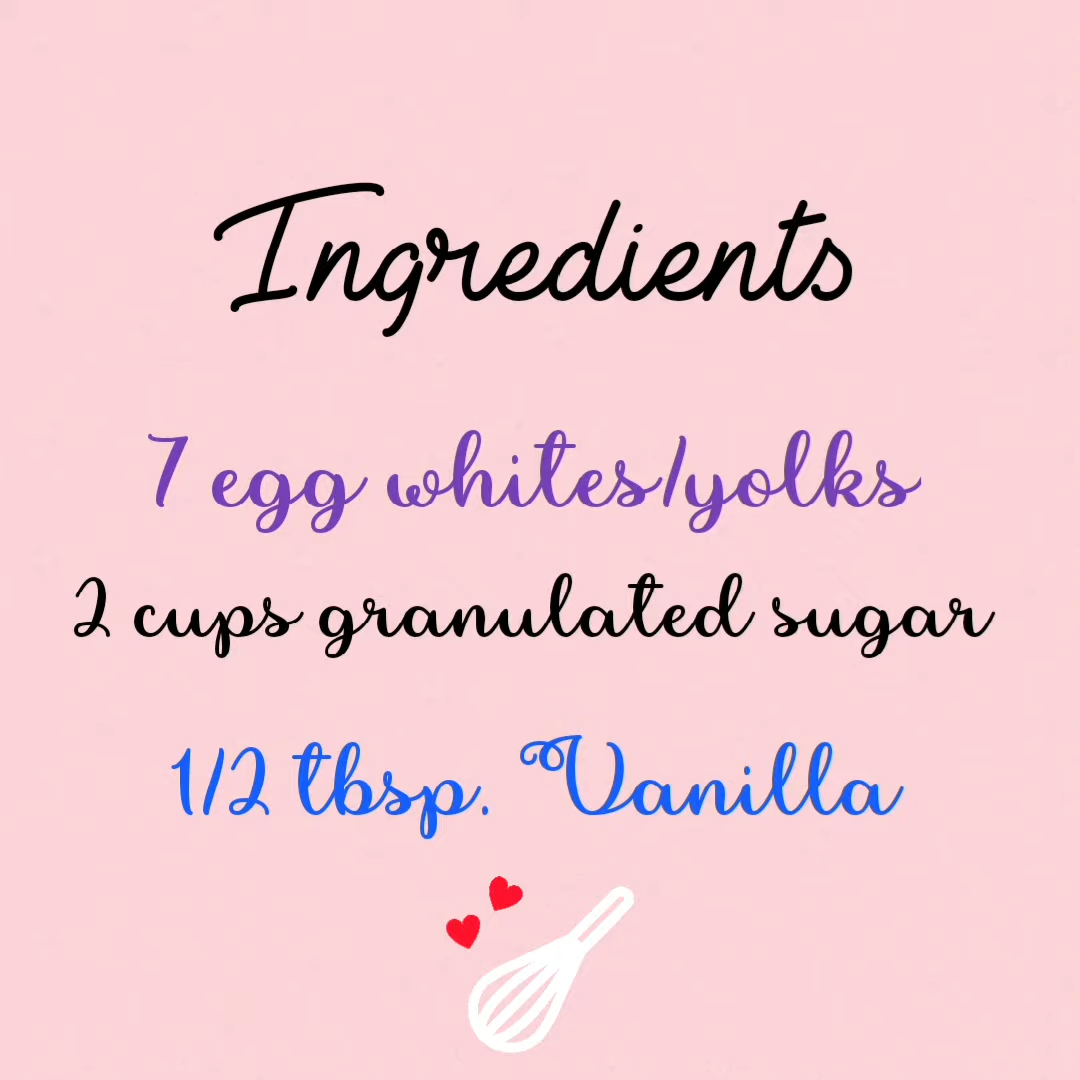 Ingredients
7 egg whites/yolks
2 cups granulated sugar
1/2 tbsp. Vanilla